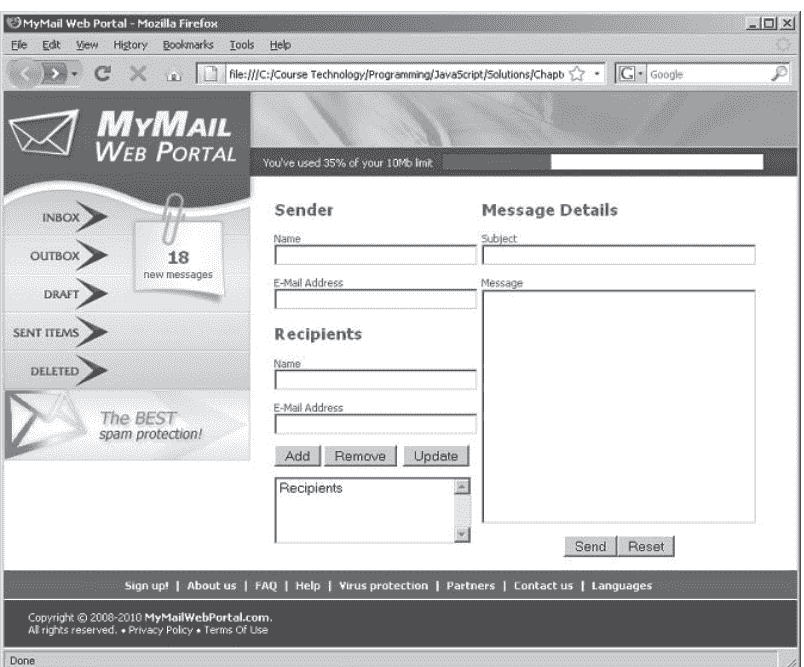 MyMail Web Portal - Mozilla Firefox
File Edit View History Bookmarks Tools Help
file:///C:/Course Technology/Programming/JavaScript/Solutions/Chapt
G Google
MYMAIL
WEB PORTAL
You've used 35% of your 10Mb limit
INBOX
OUTBOX
DRAFT
SENT ITEMS
DELETED
18
new messages
The BEST
spam protection!
Sender
Name
E-Mail Address
Recipients
Name
E-Mail Address
Add Remove Update
Recipients
Message Details
Subject
Message
Send Reset
Sign up! | About us | FAQ | Help | Virus protection | Partners | Contact us | Languages
Copyright © 2008-2010 MyMailWebPortal.com.
All rights reserved. • Privacy Policy • Terms Of Use
Done